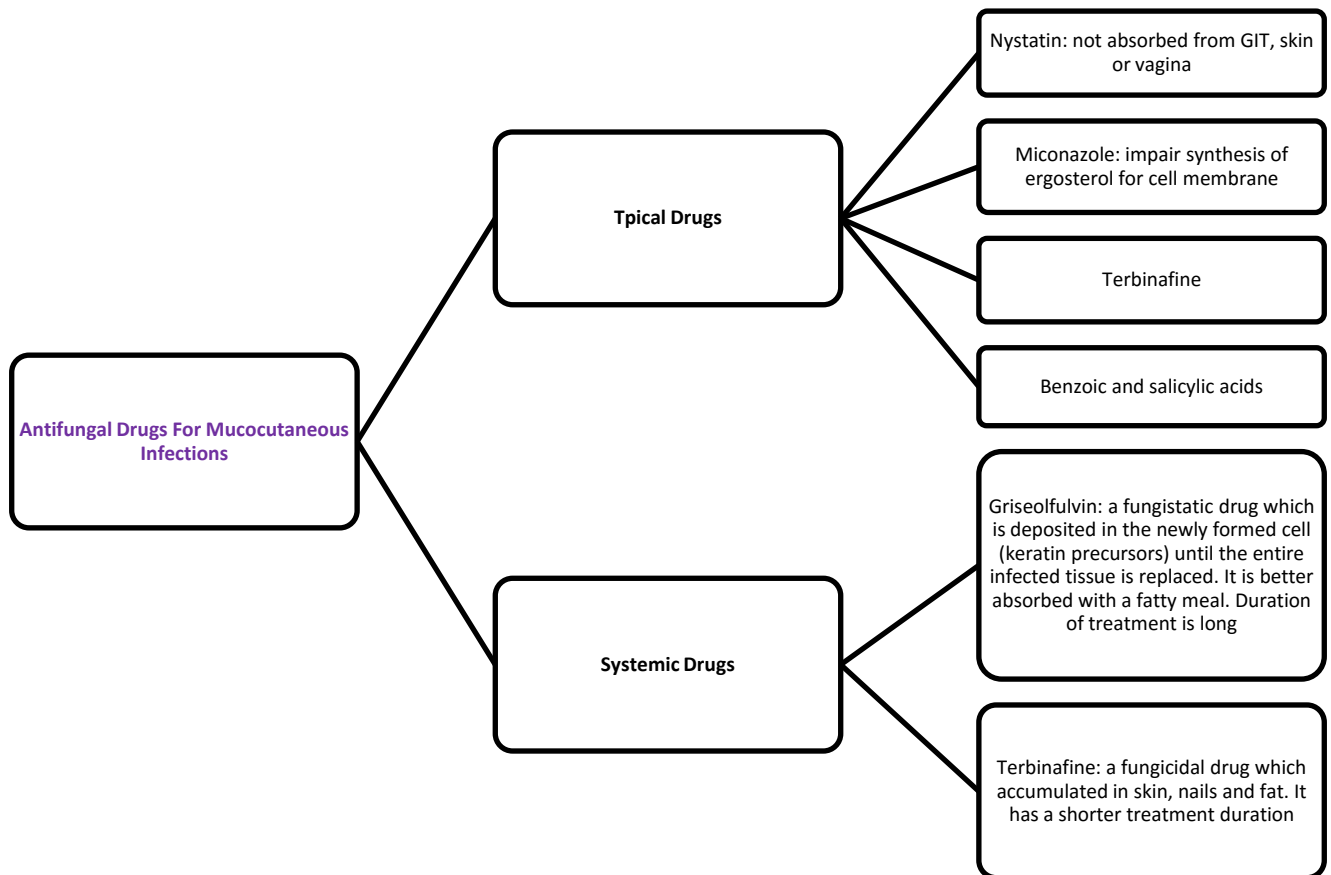 Antifungal Drugs For Mucocutaneous
Infections
Tpical Drugs
Nystatin: not absorbed from GIT, skin
or vagina
Miconazole: impair synthesis of
ergosterol for cell membrane
Terbinafine
Benzoic and salicylic acids
Systemic Drugs
Griseolfulvin: a fungistatic drug which
is deposited in the newly formed cell
(keratin precursors) until the entire
infected tissue is replaced. It is better
absorbed with a fatty meal. Duration
of treatment is long
Terbinafine: a fungicidal drug which
accumulated in skin, nails and fat. It
has a shorter treatment duration